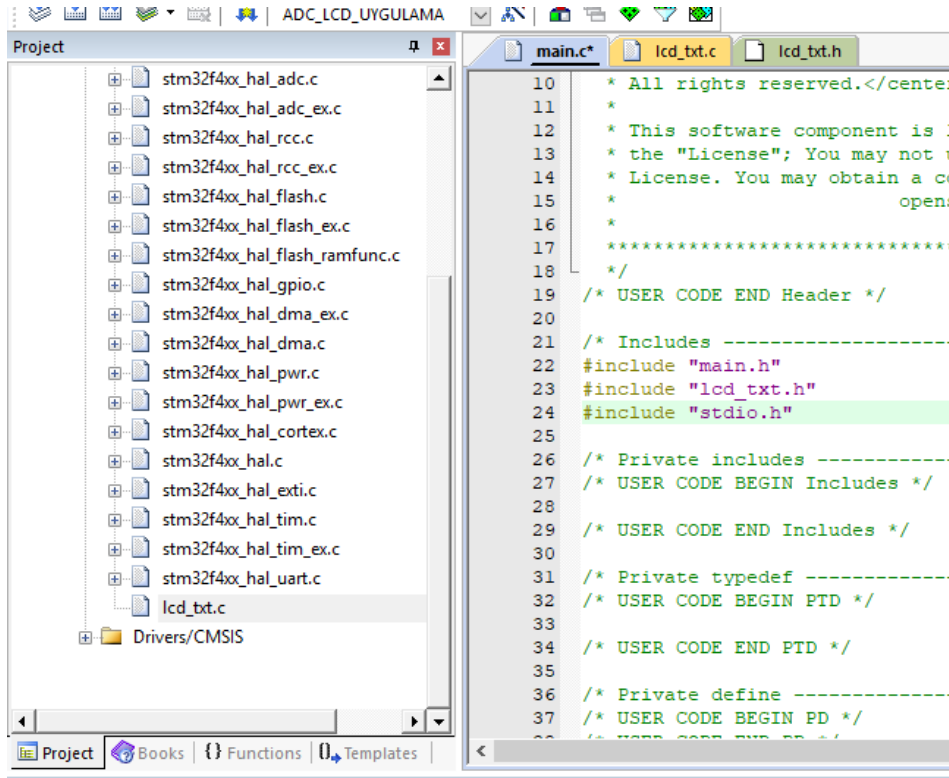 ADC_LCD_UYGULAMA
Project
stm32f4xx_hal_adc.c
stm32f4xx_hal_adc_ex.c
stm32f4xx_hal_rcc.c
stm32f4xx_hal_rcc_ex.c
stm32f4xx_hal_flash.c
stm32f4xx_hal_flash_ex.c
stm32f4xx_hal_flash_ramfunc.c
stm32f4xx_hal_gpio.c
stm32f4xx_hal_dma_ex.c
stm32f4xx_hal_dma.c
stm32f4xx_hal_pwr.c
stm32f4xx_hal_pwr_ex.c
stm32f4xx_hal_cortex.c
stm32f4xx_hal.c
stm32f4xx_hal_exti.c
stm32f4xx_hal_tim.c
stm32f4xx_hal_tim_ex.c
stm32f4xx_hal_uart.c
lcd_txt.c
Drivers/CMSIS
Project Books {} Functions Templates
main.c* lcd_txt.c lcd_txt.h
10 * All rights reserved.</center
11 *
12 * This software component is
13 * the "License"; You may not
14 * License. You may obtain a
15 * opens
16 *
17 *****************************
18 */
19 /* USER CODE END Header */
20
21 /* Includes --------------------
22 #include "main.h"
23 #include "lcd_txt.h"
24 #include "stdio.h"
25
26 /* Private includes ------------
27 /* USER CODE BEGIN Includes */
28
29 /* USER CODE END Includes */
30
31 /* Private typedef -------------
32 /* USER CODE BEGIN PTD */
33
34 /* USER CODE END PTD */
35
36 /* Private define --------------
37 /* USER CODE BEGIN PD */